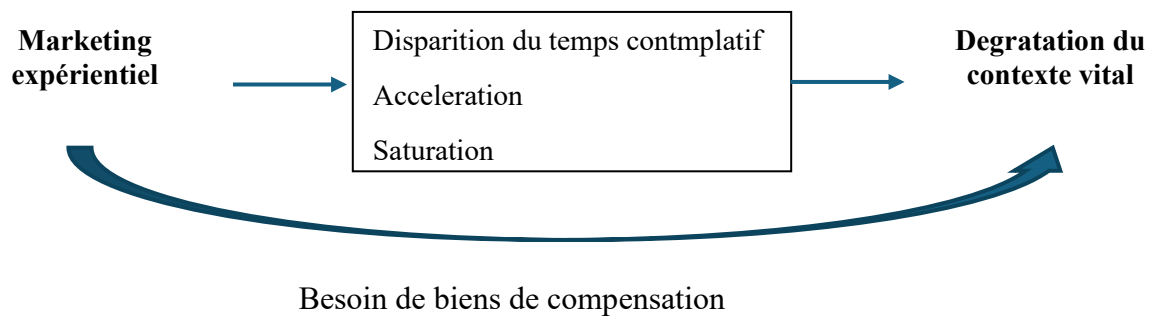 Marketing
expérientiel
Disparition du temps contmplatif
Acceleration
Saturation
Degratation du
contexte vital
Besoin de biens de compensation